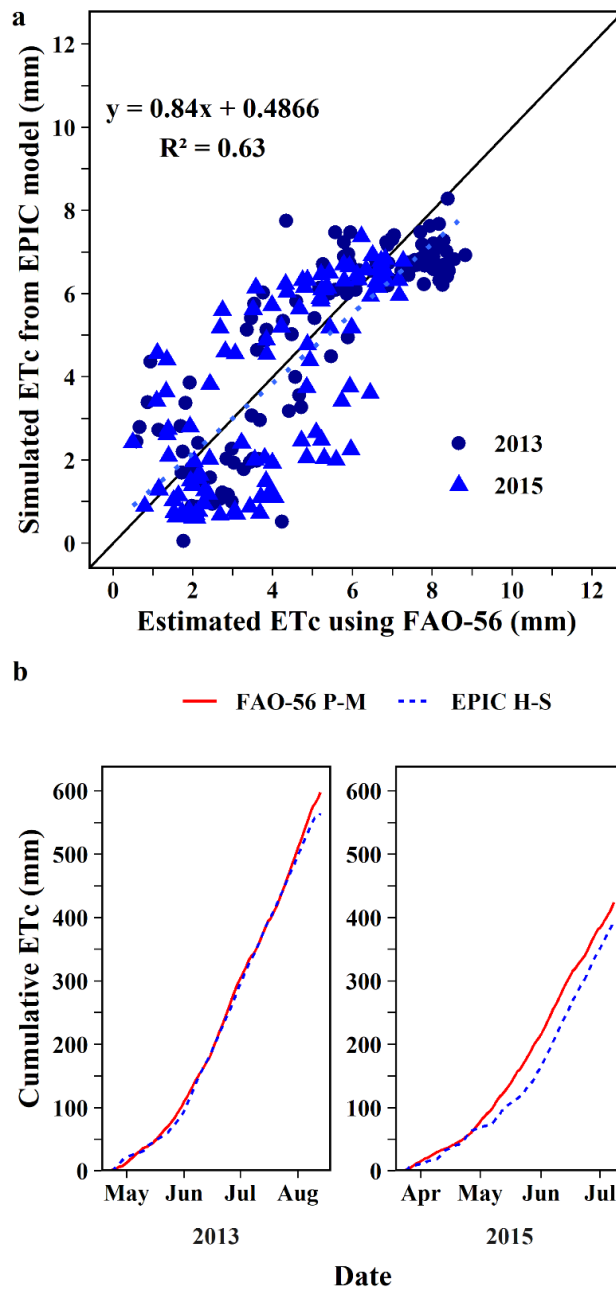 a
Simulated ETc from EPIC model (mm)
12
10
8
6
4
2
0
y = 0.84x + 0.4866
R² = 0.63
2013
2015
0 2 4 6 8 10 12
Estimated ETc using FAO-56 (mm)
b
FAO-56 P-M EPIC H-S
Cumulative ETc (mm)
600
500
400
300
200
100
0
May Jun Jul Aug
2013
600
500
400
300
200
100
0
Apr May Jun Jul
2015
Date